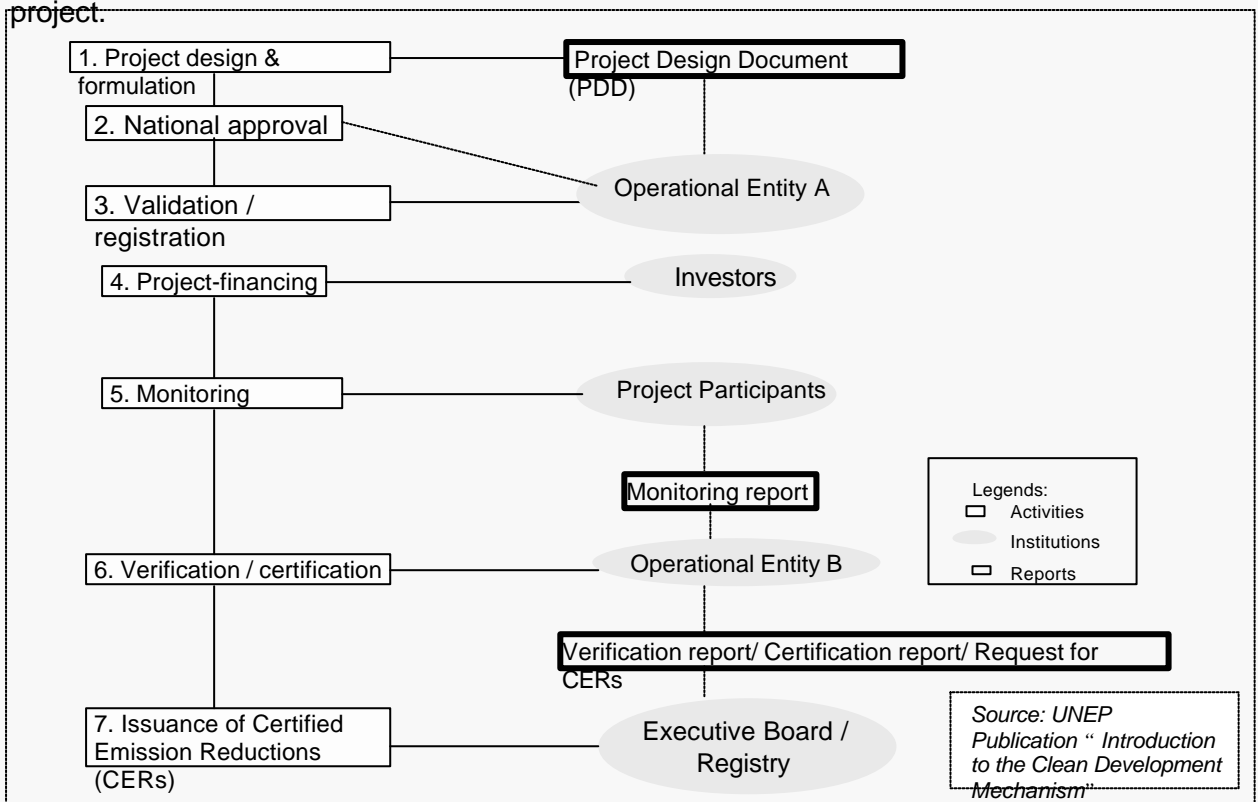 project.
1. Project design &
formulation
Project Design Document
(PDD)
2. National approval
Operational Entity A
3. Validation /
registration
4. Project-financing
Investors
5. Monitoring
Project Participants
Monitoring report
Legends:
Activities
Institutions
Reports
6. Verification / certification
Operational Entity B
Verification report/ Certification report/ Request for
CERs
7. Issuance of Certified
Emission Reductions
(CERs)
Executive Board /
Registry
Source: UNEP
Publication “ Introduction
to the Clean Development
Mechanism”